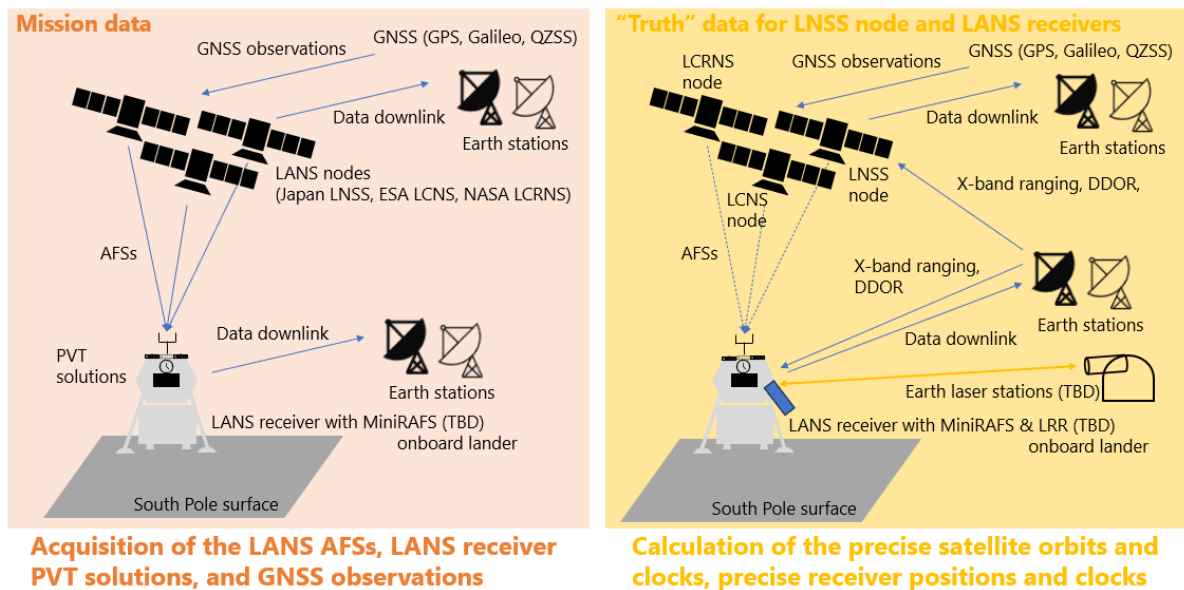 Mission data
GNSS (GPS, Galileo, QZSS)
GNSS observations
Data downlink
Earth stations
LANS nodes
(Japan LNSS, ESA LCNS, NASA LCRNS)
AFSs
Data downlink
PVT
solutions
Earth stations
LANS receiver with MiniRAFS (TBD)
onboard lander
South Pole surface
Acquisition of the LANS AFSs, LANS receiver
PVT solutions, and GNSS observations
“Truth” data for LNSS node and LANS receivers
GNSS (GPS, Galileo, QZSS)
LCRNS
node
GNSS observations
Data downlink
Earth stations
LNSS
node
X-band ranging, DDOR,
LCNS
node
AFSs
X-band ranging,
DDOR
Earth stations
Data downlink
Earth laser stations (TBD)
LANS receiver with MiniRAFS & LRR (TBD)
onboard lander
South Pole surface
Calculation of the precise satellite orbits and
clocks, precise receiver positions and clocks